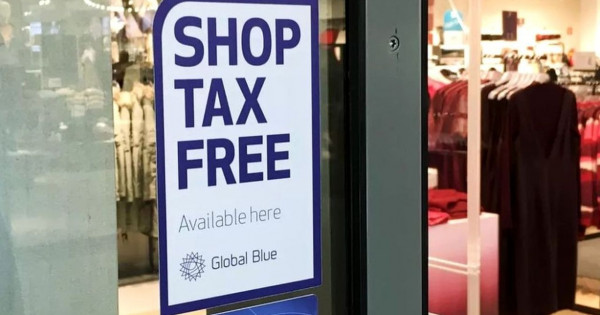 SHOP
TAX
FREE
Available here
Global Blue